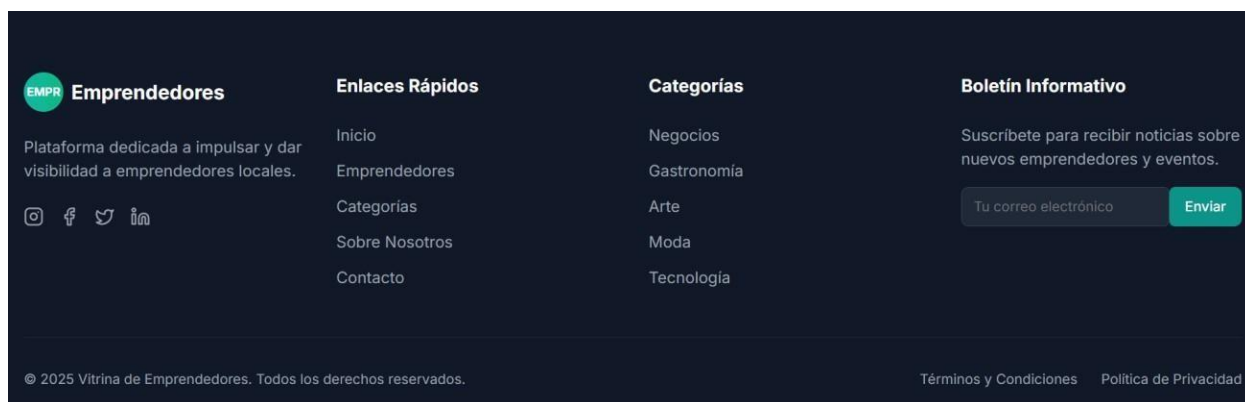 EMPR
Emprendedores
Plataforma dedicada a impulsar y dar
visibilidad a emprendedores locales.
Enlaces Rápidos
Inicio
Emprendedores
Categorías
Sobre Nosotros
Contacto
Categorías
Negocios
Gastronomía
Arte
Moda
Tecnología
Boletín Informativo
Suscríbete para recibir noticias sobre
nuevos emprendedores y eventos.
Tu correo electrónico
Enviar
© 2025 Vitrina de Emprendedores. Todos los derechos reservados.
Términos y Condiciones
Política de Privacidad